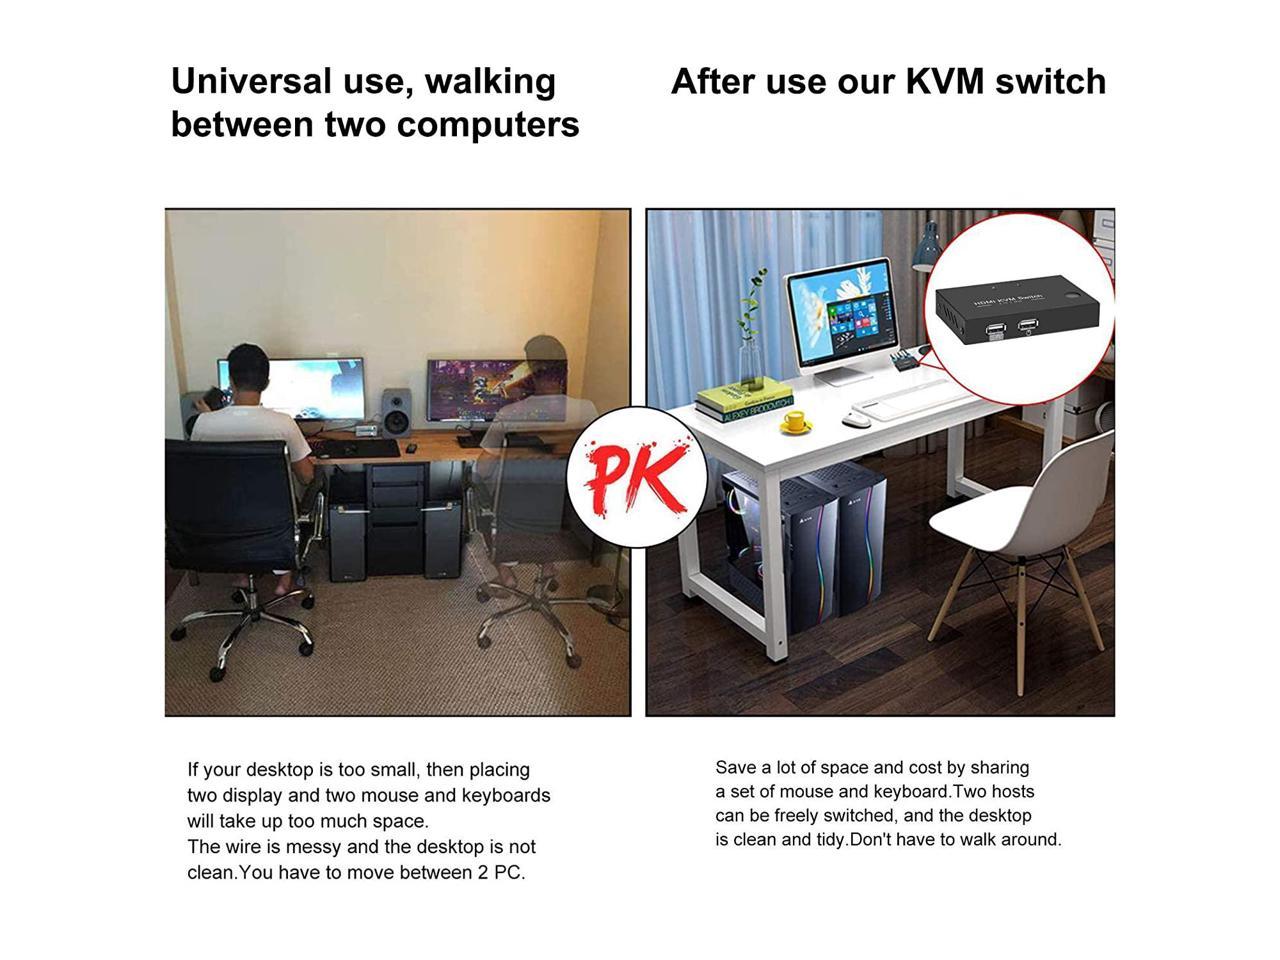 Universal use, walking
between two computers
After use our KVM switch
HDMI KVM Switch
ALEXEY BRODOVITCH
PK
If your desktop is too small, then placing
two display and two mouse and keyboards
will take up too much space.
The wire is messy and the desktop is not
clean.You have to move between 2 PC.
Save a lot of space and cost by sharing
a set of mouse and keyboard.Two hosts
can be freely switched, and the desktop
is clean and tidy.Don't have to walk around.